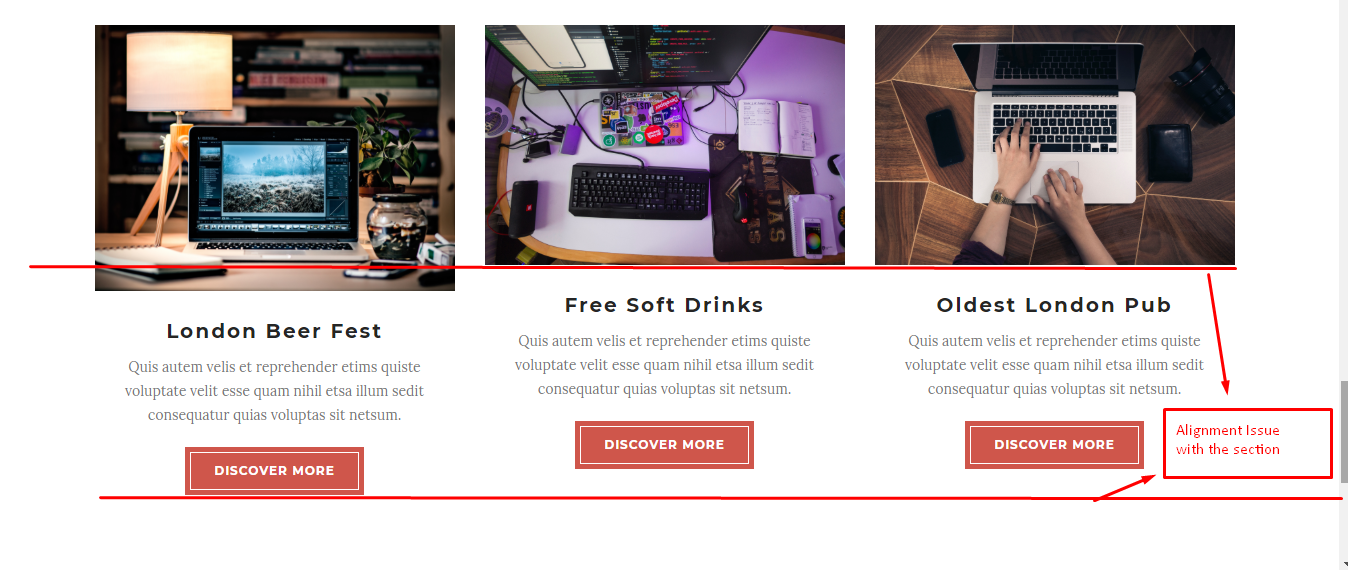 London Beer Fest
Quis autem velis et reprehender etims quiste
voluptate velit esse quam nihil etsa illum sedit
consequatur quias voluptas sit netsum.
DISCOVER MORE
Free Soft Drinks
Quis autem velis et reprehender etims quiste
voluptate velit esse quam nihil etsa illum sedit
consequatur quias voluptas sit netsum.
DISCOVER MORE
Oldest London Pub
Quis autem velis et reprehender etims quiste
voluptate velit esse quam nihil etsa illum sedit
consequatur quias voluptas sit netsum.
DISCOVER MORE
Alignment Issue
with the section